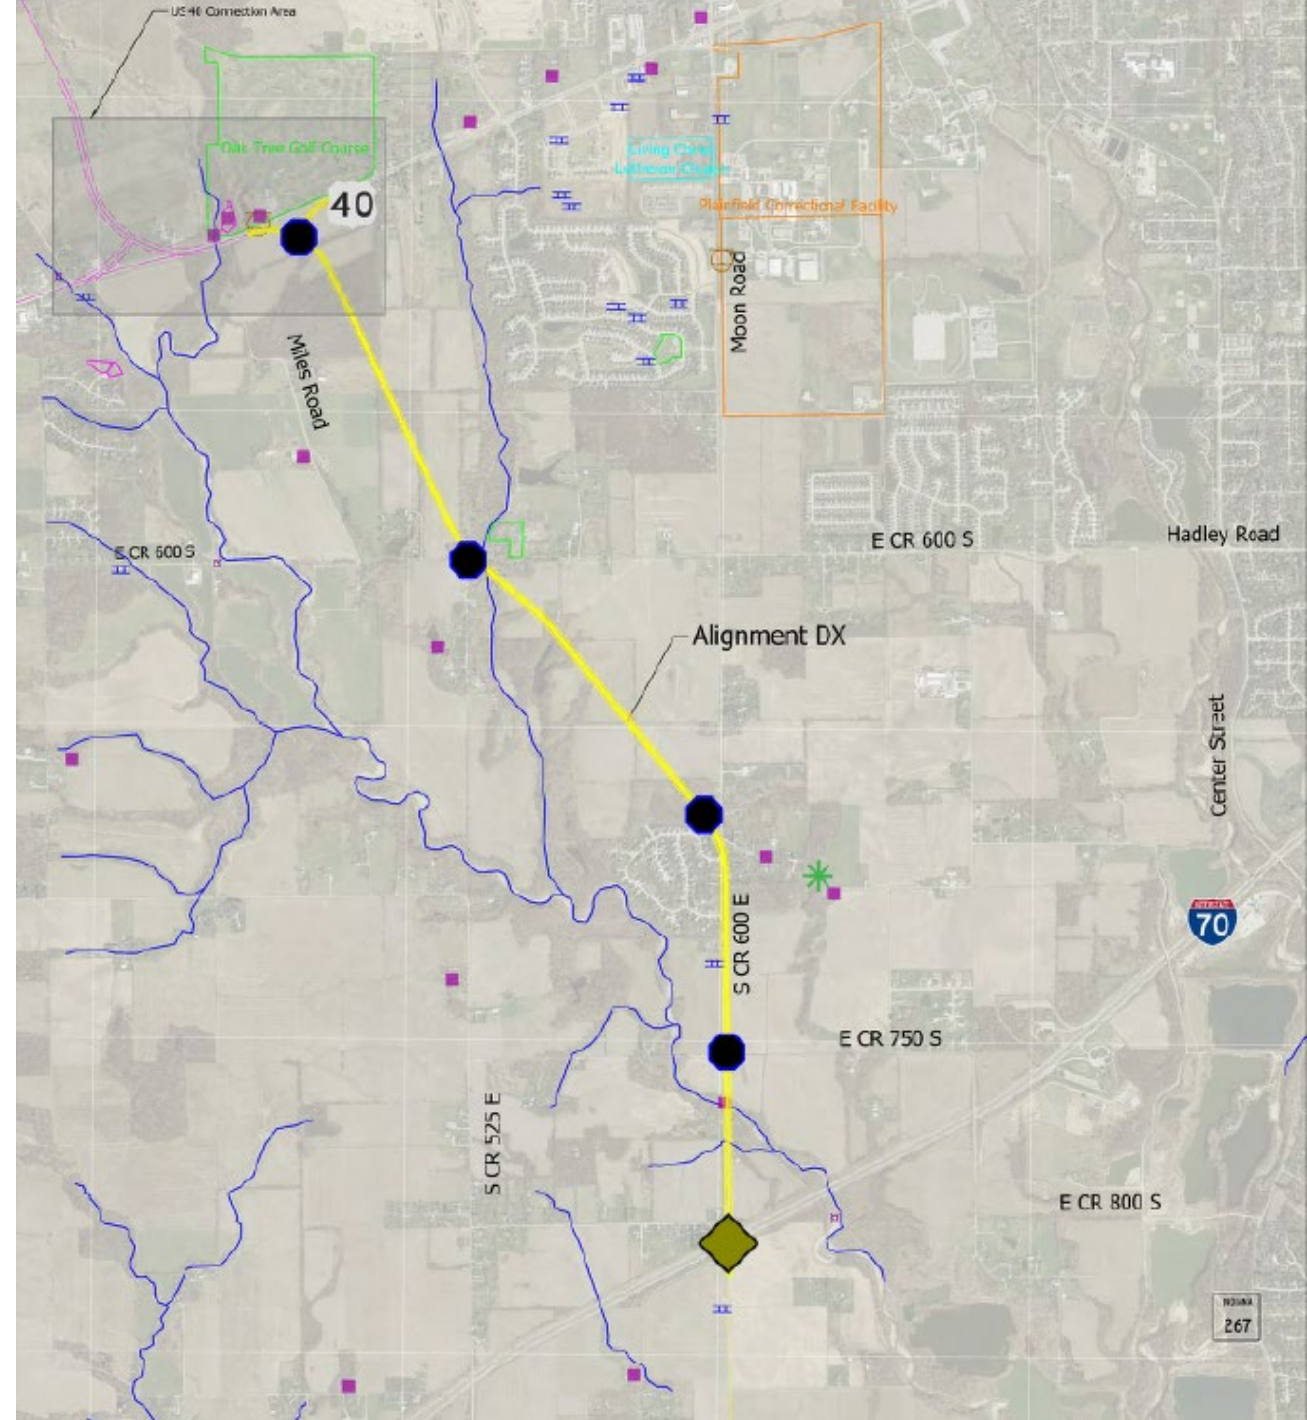 US 40 Connection Area
Oak Tree Golf Course
40
Living
Lutheran
Plainfield Correctional Facility
Moon Road
Miles Road
E CR 600 S
E CR 600 S
Hadley Road
Alignment DX
Center Street
S CR 600 E
70
E CR 750 S
S CR 525 E
E CR 800 S
267